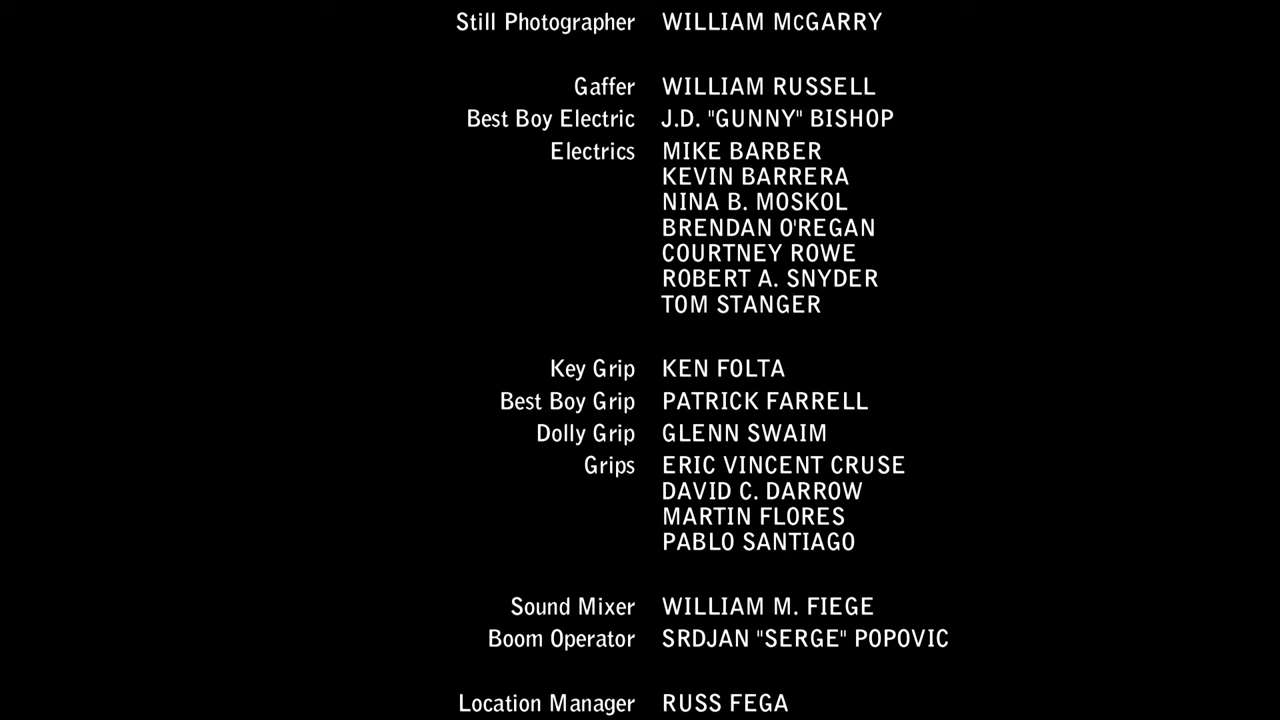 Still Photographer WILLIAM McGARRY
Gaffer WILLIAM RUSSELL
Best Boy Electric J.D. "GUNNY" BISHOP
Electrics MIKE BARBER
KEVIN BARRERA
NINA B. MOSKOL
BRENDAN O'REGAN
COURTNEY ROWE
ROBERT A. SNYDER
TOM STANGER
Key Grip KEN FOLTA
Best Boy Grip PATRICK FARRELL
Dolly Grip GLENN SWAIM
Grips ERIC VINCENT CRUSE
DAVID C. DARROW
MARTIN FLORES
PABLO SANTIAGO
Sound Mixer WILLIAM M. FIEGE
Boom Operator SRDJAN "SERGE" POPOVIC
Location Manager RUSS FEGA